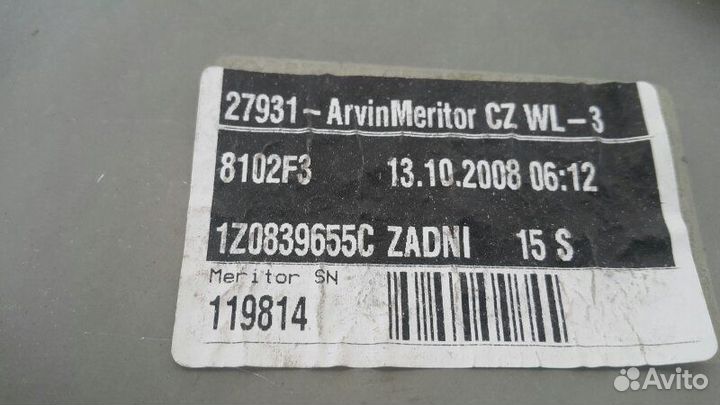 27931-ArvinMeritor CZ WL-3
8102F3 13.10.2008 06:12
1Z0839655C ZADNI 15 S
Meritor SN
119814
Avito